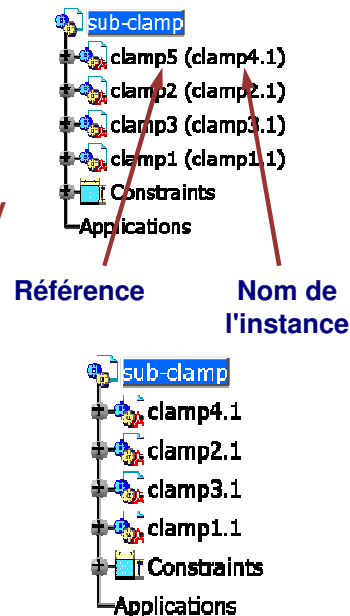 sub-clamp
clamp5 (clamp4.1)
clamp2 (clamp2.1)
clamp3 (clamp3.1)
clamp1 (clamp1.1)
Constraints
Applications
Référence
Nom de
l'instance
sub-clamp
clamp4.1
clamp2.1
clamp3.1
clamp1.1
Constraints
Applications